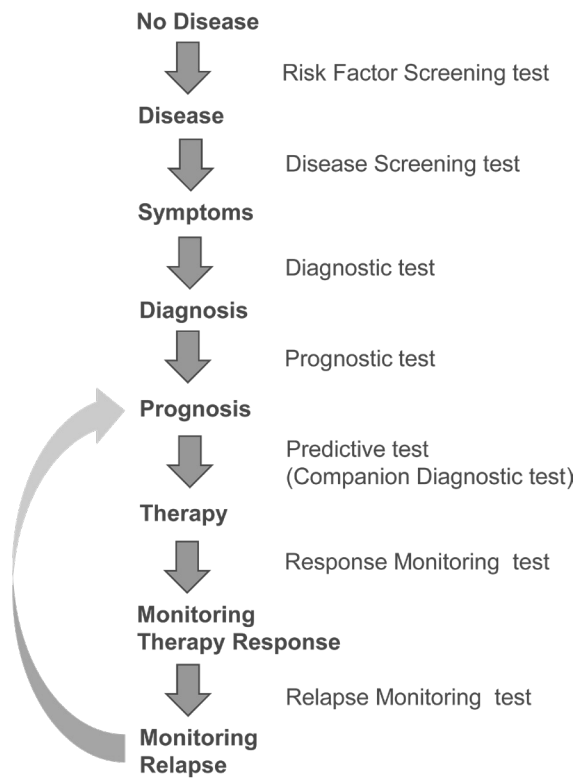 No Disease
Risk Factor Screening test
Disease
Disease Screening test
Symptoms
Diagnostic test
Diagnosis
Prognostic test
Prognosis
Predictive test
(Companion Diagnostic test)
Therapy
Response Monitoring test
Monitoring
Therapy Response
Relapse Monitoring test
Monitoring
Relapse